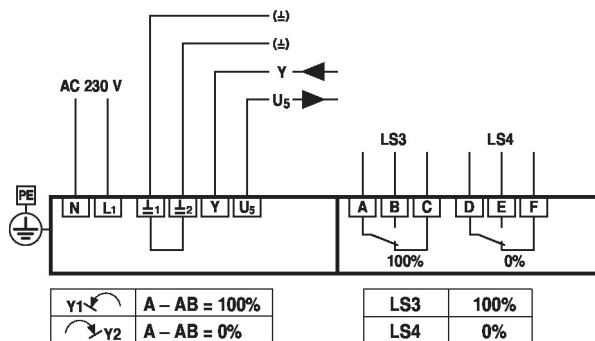 (⊥)
(⊥)
Y
U5
AC 230 V
LS3 LS4
PE
N L1 ⊥1 ⊥2 Y U5 A B C D E F
100% 0%
Y1 A – AB = 100%
Y2 A – AB = 0%
LS3 100%
LS4 0%